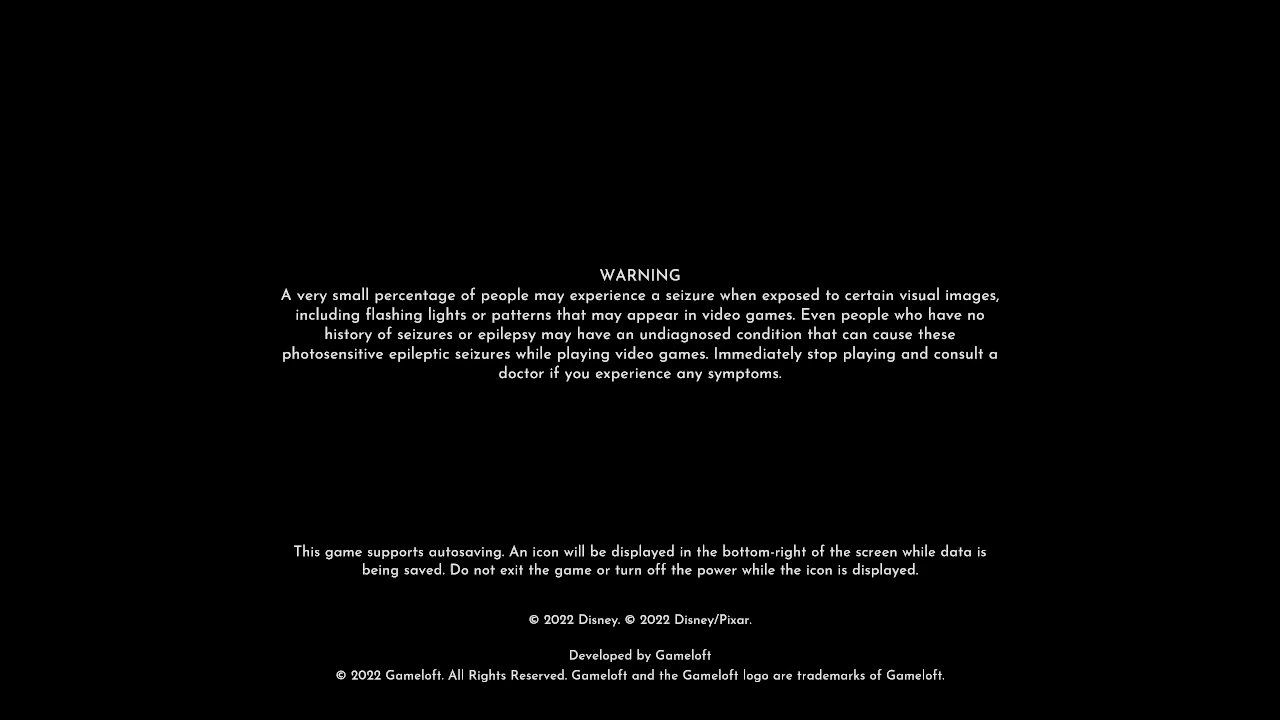 WARNING
A very small percentage of people may experience a seizure when exposed to certain visual images,
including flashing lights or patterns that may appear in video games. Even people who have no
history of seizures or epilepsy may have an undiagnosed condition that can cause these
photosensitive epileptic seizures while playing video games. Immediately stop playing and consult a
doctor if you experience any symptoms.
This game supports autosaving. An icon will be displayed in the bottom-right of the screen while data is
being saved. Do not exit the game or turn off the power while the icon is displayed.
© 2022 Disney. © 2022 Disney/Pixar.
Developed by Gameloft
© 2022 Gameloft. All Rights Reserved. Gameloft and the Gameloft logo are trademarks of Gameloft.